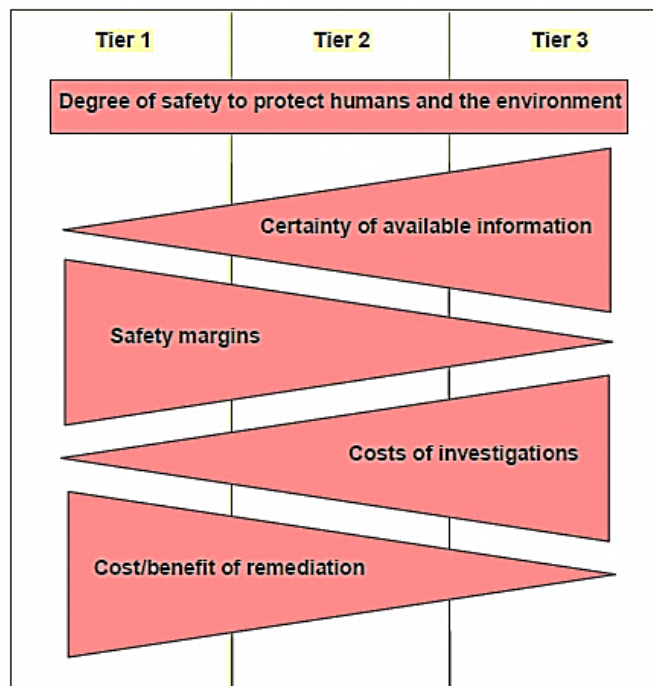 Tier 1 Tier 2 Tier 3
Degree of safety to protect humans and the environment
Certainty of available information
Safety margins
Costs of investigations
Cost/benefit of remediation